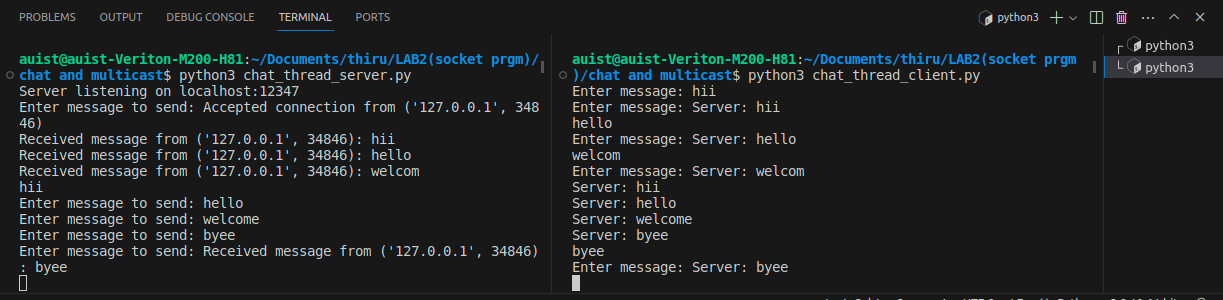 PROBLEMS OUTPUT DEBUG CONSOLE TERMINAL PORTS
python3
auist@auist-Veriton-M200-H81:~/Documents/thiru/LAB2(socket prgm)/
chat and multicast$ python3 chat_thread_server.py
Server listening on localhost:12347
Enter message to send: Accepted connection from ('127.0.0.1', 348
46)
Received message from ('127.0.0.1', 34846): hii
Received message from ('127.0.0.1', 34846): hello
Received message from ('127.0.0.1', 34846): welcom
hii
Enter message to send: hello
Enter message to send: welcome
Enter message to send: byee
Enter message to send: Received message from ('127.0.0.1', 34846)
: byee
auist@auist-Veriton-M200-H81:~/Documents/thiru/LAB2(socket prgm
)/chat and multicast$ python3 chat_thread_client.py
Enter message: hii
Enter message: Server: hii
hello
Enter message: Server: hello
welcom
Enter message: Server: welcom
Server: hii
Server: hello
Server: welcome
Server: byee
byee
Enter message: Server: byee
python3
python3